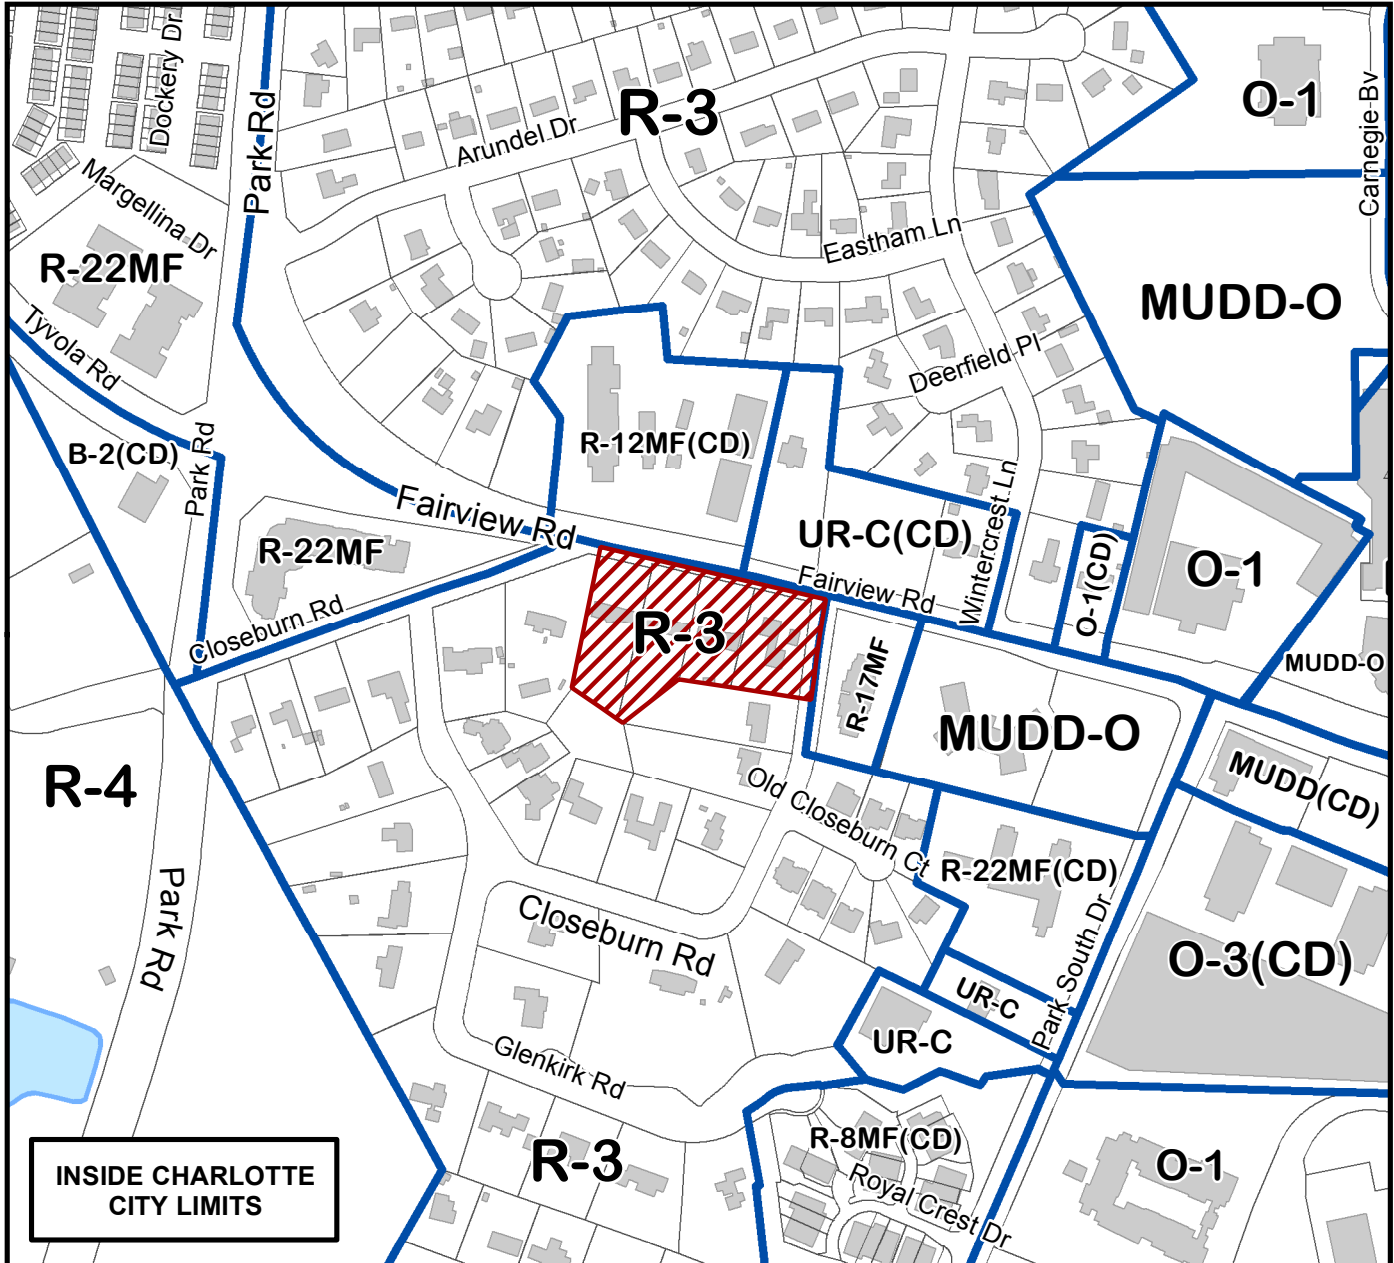 Dockery Dr
Park Rd
Arundel Dr
R-3
O-1
Carnegie Bv
Margellina Dr
R-22MF
Eastham Ln
MUDD-O
Tyvola Rd
Deerfield Pl
B-2(CD)
Park Rd
R-12MF(CD)
Fairview Rd
R-22MF
UR-C(CD)
Wintercrest Ln
O-1(CD)
O-1
Fairview Rd
Closeburn Rd
R-3
R-17MF
MUDD-O
MUDD-O
R-4
Old Closeburn Ct
MUDD(CD)
R-22MF(CD)
Park Rd
Closeburn Rd
Park South Dr
O-3(CD)
UR-C
UR-C
Glenkirk Rd
R-3
R-8MF(CD)
Royal Crest Dr
O-1
INSIDE CHARLOTTE
CITY LIMITS